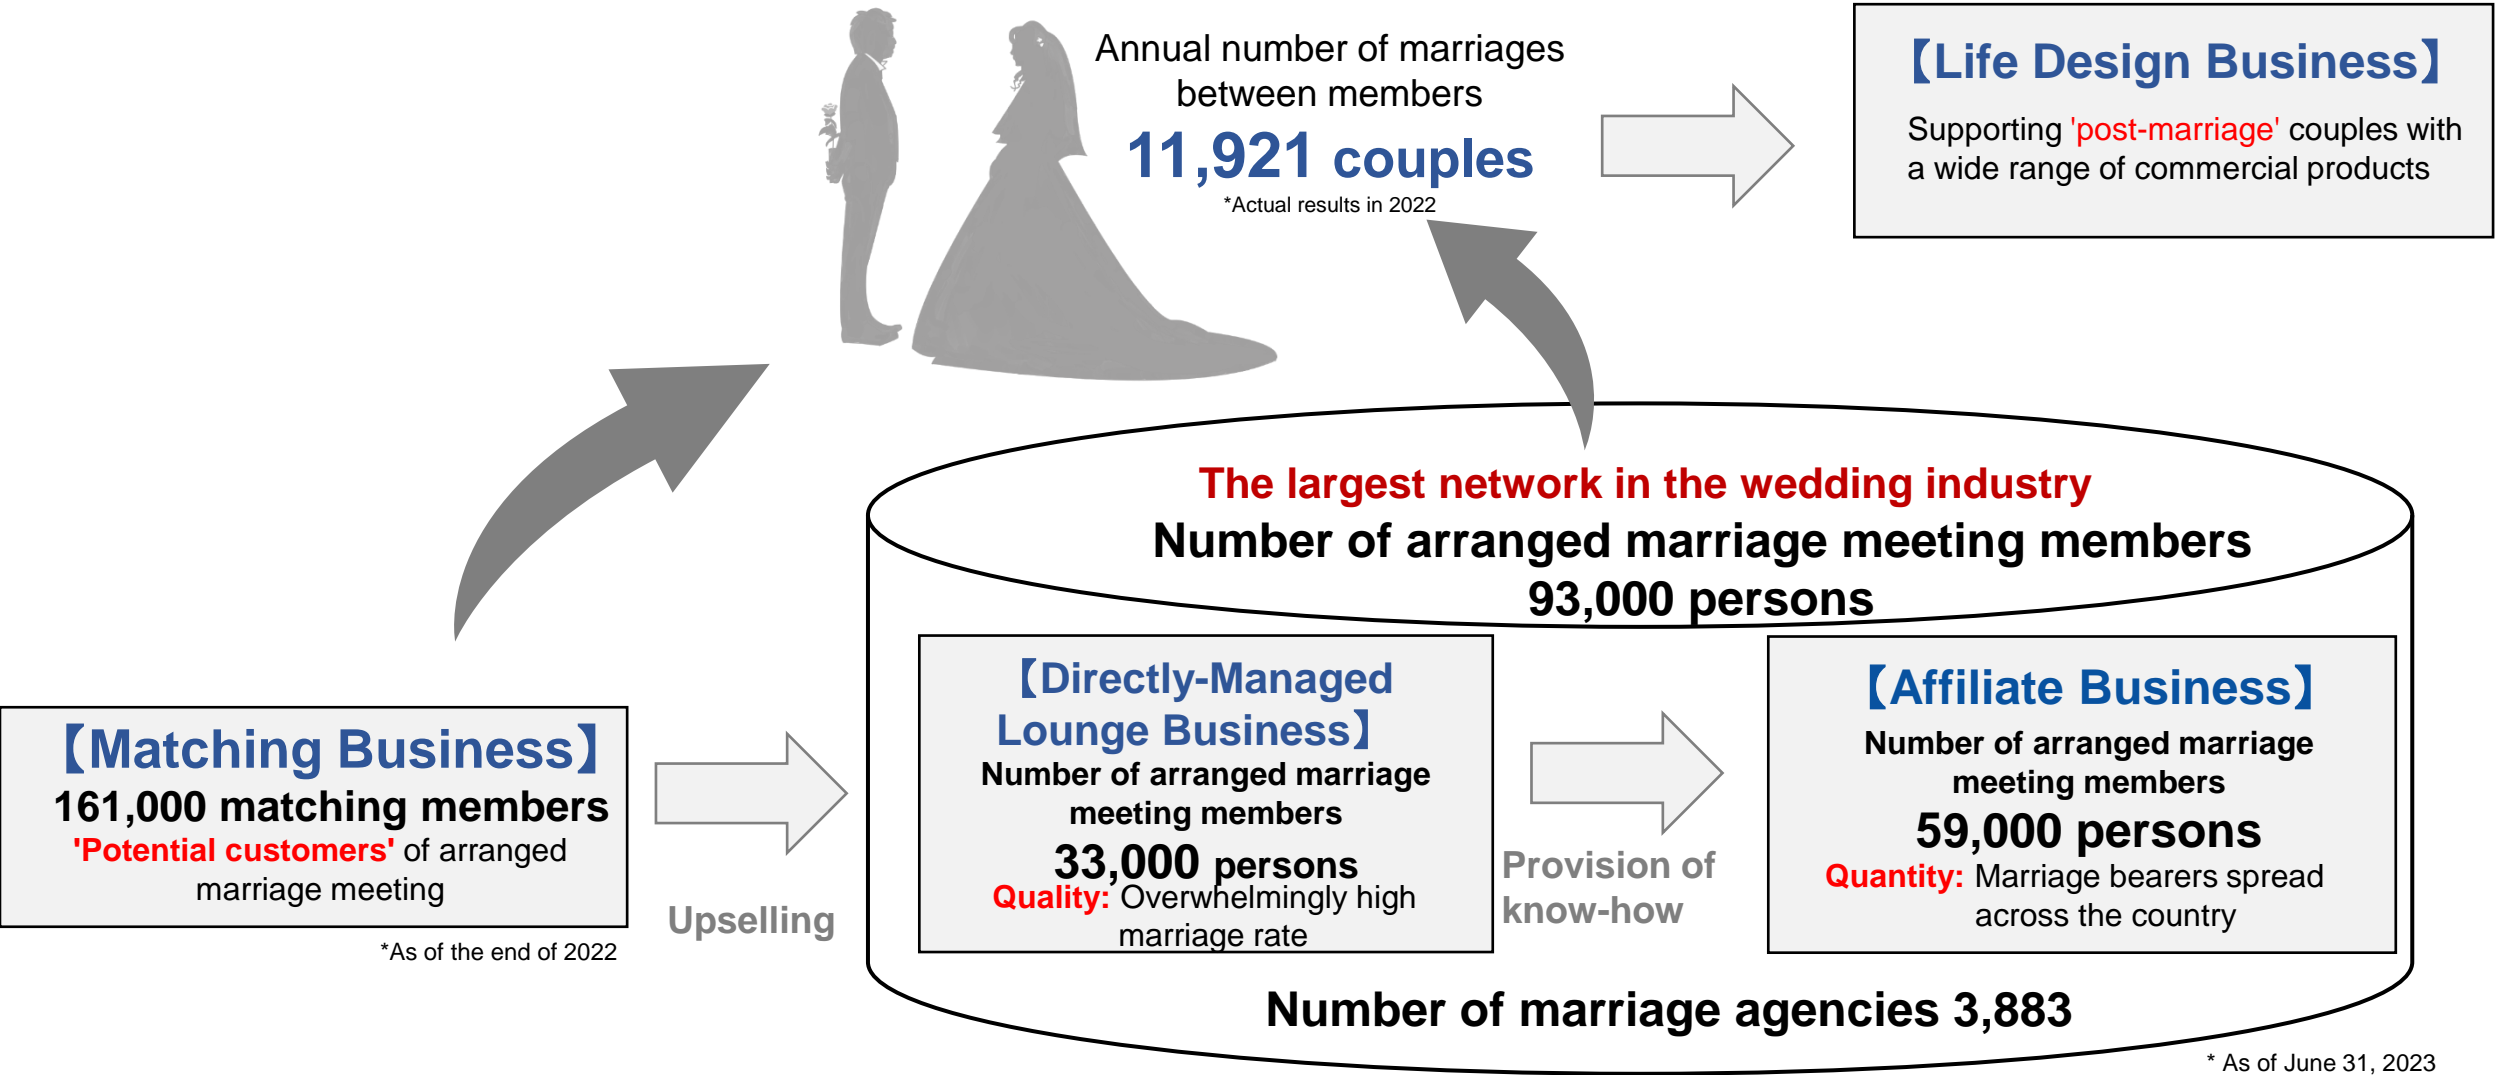 Annual number of marriages
between members
11,921 couples
*Actual results in 2022
【Life Design Business】
Supporting 'post-marriage' couples with
a wide range of commercial products
The largest network in the wedding industry
Number of arranged marriage meeting members
93,000 persons
【Matching Business】
161,000 matching members
'Potential customers' of arranged
marriage meeting
*As of the end of 2022
Upselling
【Directly-Managed
Lounge Business】
Number of arranged marriage
meeting members
33,000 persons
Quality: Overwhelmingly high
marriage rate
Provision of
know-how
【Affiliate Business】
Number of arranged marriage
meeting members
59,000 persons
Quantity: Marriage bearers spread
across the country
Number of marriage agencies 3,883
* As of June 31, 2023